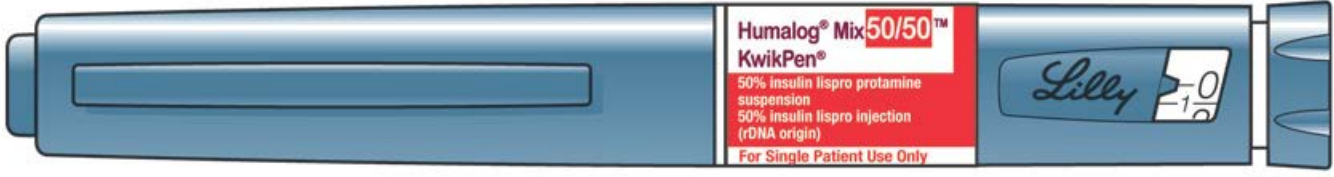 Humalog® Mix50/50™
KwikPen®
50% insulin lispro protamine
suspension
50% insulin lispro injection
(rDNA origin)
For Single Patient Use Only
Lilly
0
1